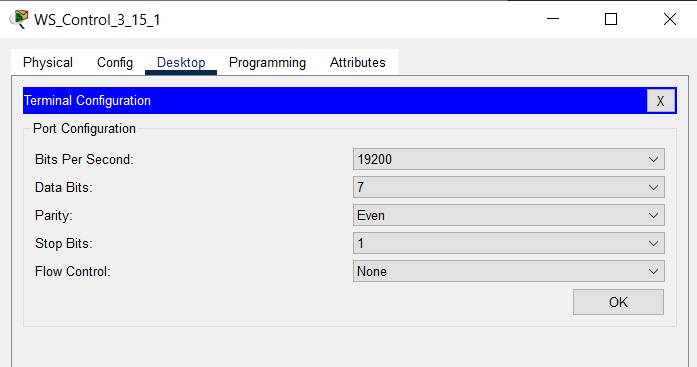 WS_Control_3_15_1
Physical Config Desktop Programming Attributes
Terminal Configuration X
Port Configuration
Bits Per Second: 19200
Data Bits: 7
Parity: Even
Stop Bits: 1
Flow Control: None
OK